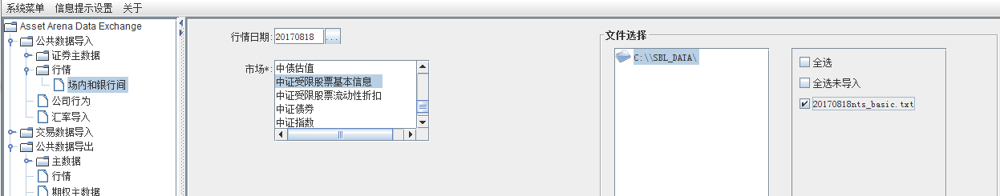 系统菜单 信息提示设置 关于
Asset Arena Data Exchange
公共数据导入
证券主数据
行情
场内和银行间
公司行为
汇率导入
交易数据导入
公共数据导出
主数据
行情
期权主数据
行情日期: 20170818 ...
市场*: 中债估值
中证受限股票基本信息
中证受限股票流动性折扣
中证债券
中证指数
文件选择
C:\\SBL_DATA\
全选
全选未导入
20170818nts_basic.txt